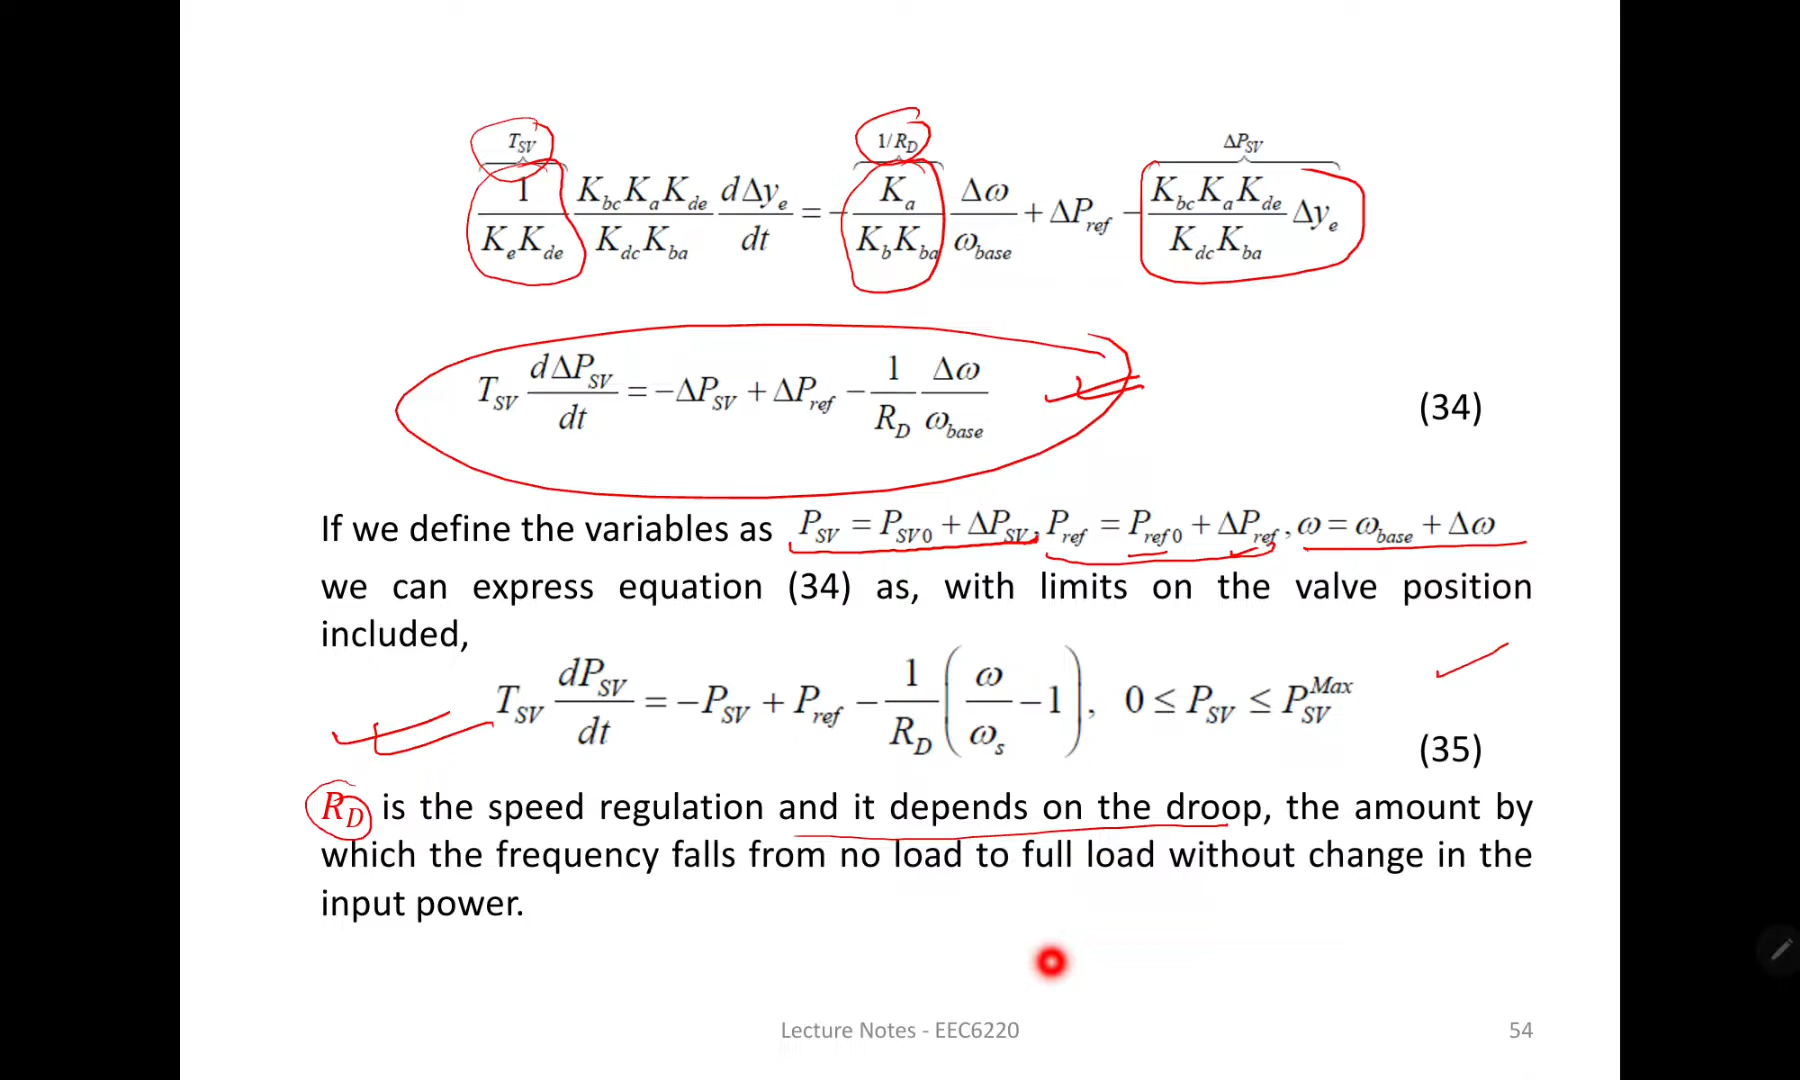 T_SV 1/R_D ΔP_SV
1/(K_e K_de) (K_bc K_a K_de)/(K_dc K_ba) dΔy_e/dt = - K_a/(K_b K_ba) Δω/ω_base + ΔP_ref - (K_bc K_a K_de)/(K_dc K_ba) Δy_e
T_SV dΔP_SV/dt = -ΔP_SV + ΔP_ref - 1/R_D Δω/ω_base (34)
If we define the variables as P_SV = P_SV0 + ΔP_SV, P_ref = P_ref0 + ΔP_ref, ω = ω_base + Δω
we can express equation (34) as, with limits on the valve position
included,
T_SV dP_SV/dt = -P_SV + P_ref - 1/R_D (ω/ω_s - 1), 0 ≤ P_SV ≤ P_SV^Max
(35)
R_D is the speed regulation and it depends on the droop, the amount by
which the frequency falls from no load to full load without change in the
input power.
Lecture Notes - EEC6220 54